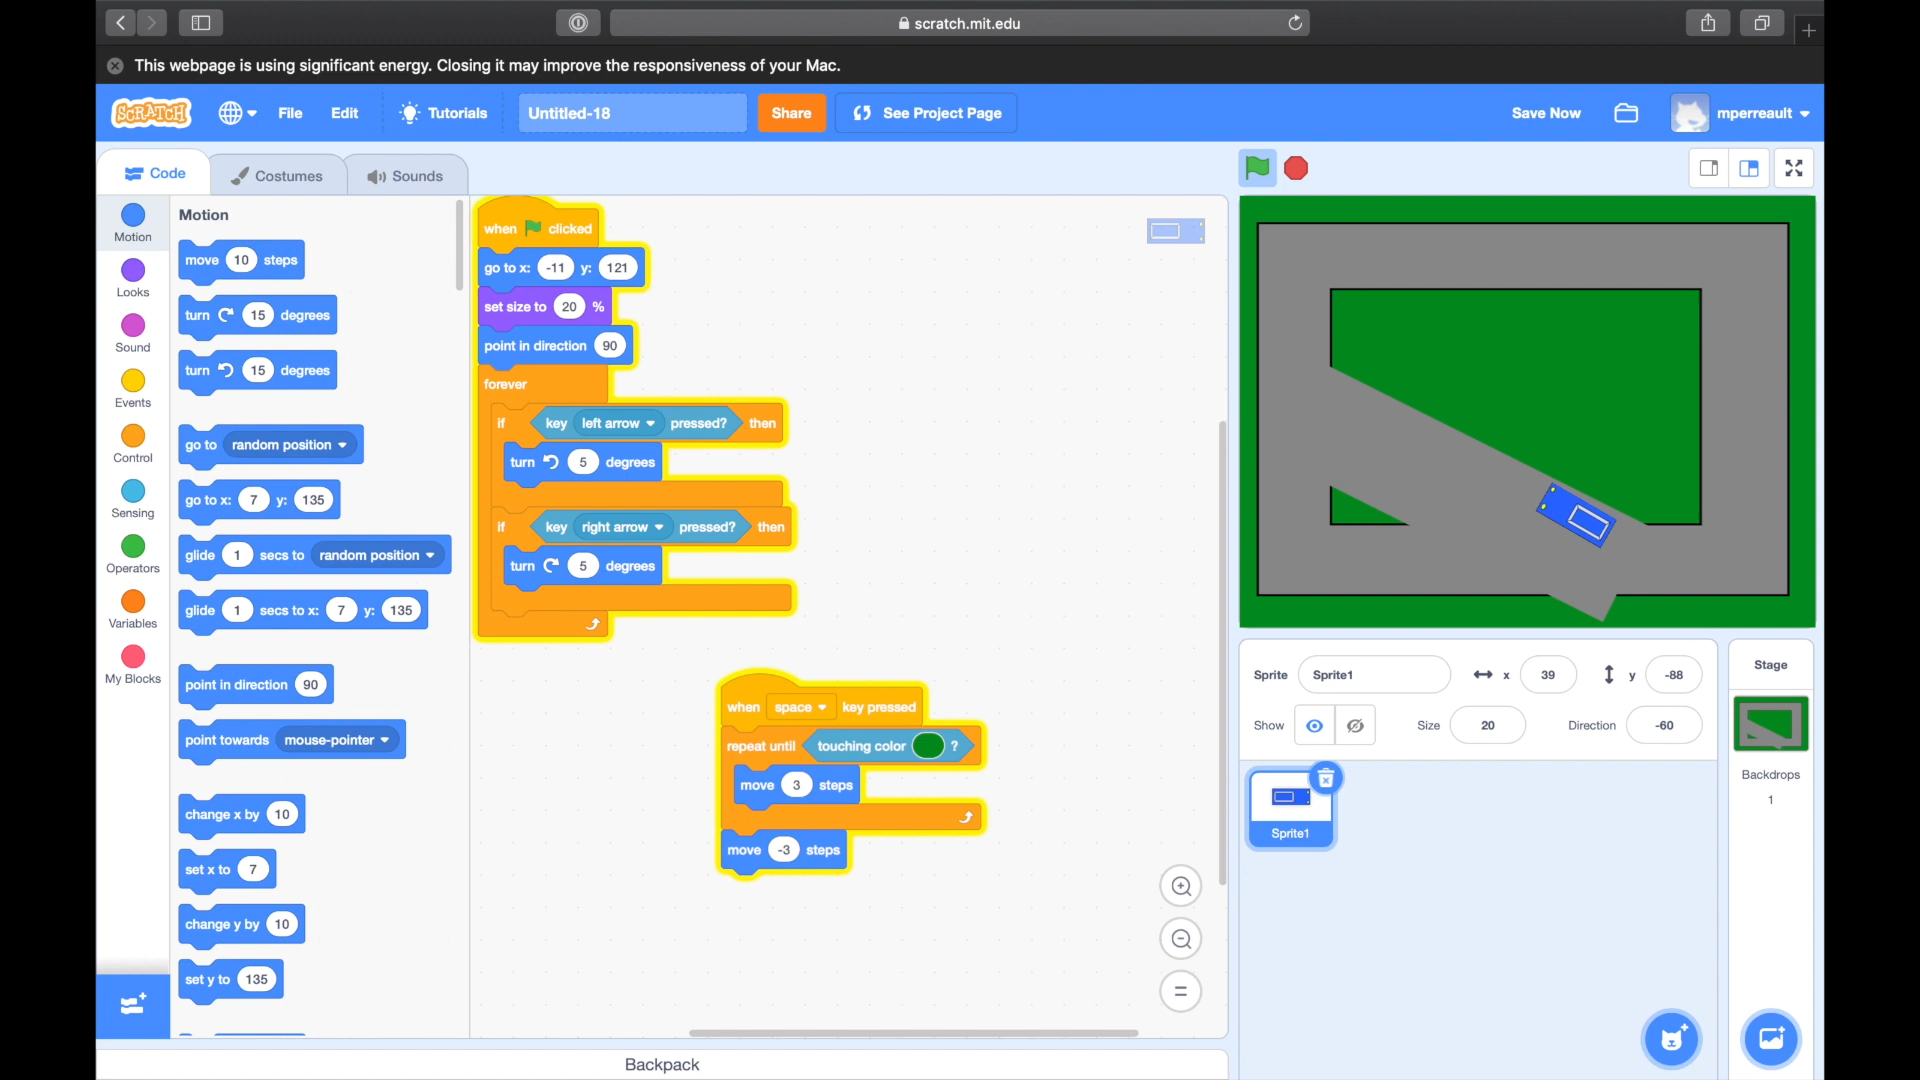 scratch.mit.edu
This webpage is using significant energy. Closing it may improve the responsiveness of your Mac.
SCRATCH
File
Edit
Tutorials
Untitled-18
Share
See Project Page
Save Now
mperreault
Code
Costumes
Sounds
Motion
Looks
Sound
Events
Control
Sensing
Operators
Variables
My Blocks
Motion
move 10 steps
turn 15 degrees
turn 15 degrees
go to random position
go to x: 7 y: 135
glide 1 secs to random position
glide 1 secs to x: 7 y: 135
point in direction 90
point towards mouse-pointer
change x by 10
set x to 7
change y by 10
set y to 135
when clicked
go to x: -11 y: 121
set size to 20 %
point in direction 90
forever
if key left arrow pressed? then
turn 5 degrees
if key right arrow pressed? then
turn 5 degrees
when space key pressed
repeat until touching color ?
move 3 steps
move -3 steps
Backpack
Sprite Sprite1 x 39 y -88
Show Size 20 Direction -60
Sprite1
Stage
Backdrops
1